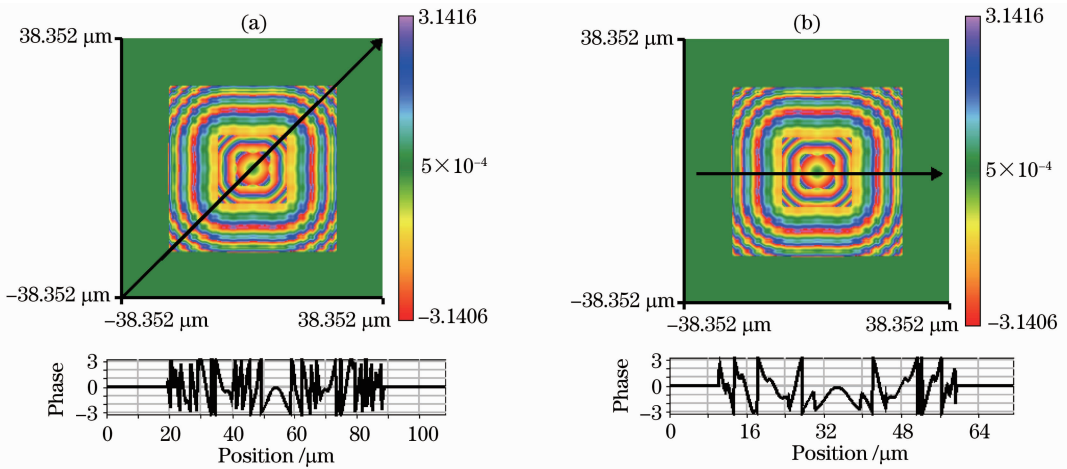 (a)
3.1416
38.352 μm
5×10⁻⁴
−38.352 μm
−3.1406
−38.352 μm 38.352 μm
Phase
3
0
−3
0 20 40 60 80 100
Position /μm
(b)
3.1416
38.352 μm
5×10⁻⁴
−38.352 μm
−3.1406
−38.352 μm 38.352 μm
Phase
3
0
−3
0 16 32 48 64
Position /μm